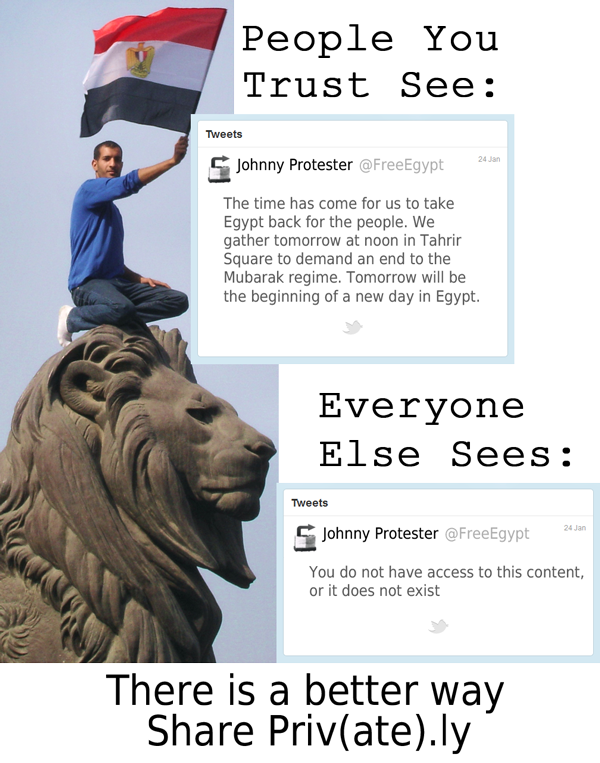 People You
Trust See:
Tweets
Johnny Protester @FreeEgypt 24 Jan
The time has come for us to take
Egypt back for the people. We
gather tomorrow at noon in Tahrir
Square to demand an end to the
Mubarak regime. Tomorrow will be
the beginning of a new day in Egypt.
Everyone
Else Sees:
Tweets
Johnny Protester @FreeEgypt 24 Jan
You do not have access to this content,
or it does not exist
There is a better way
Share Priv(ate).ly